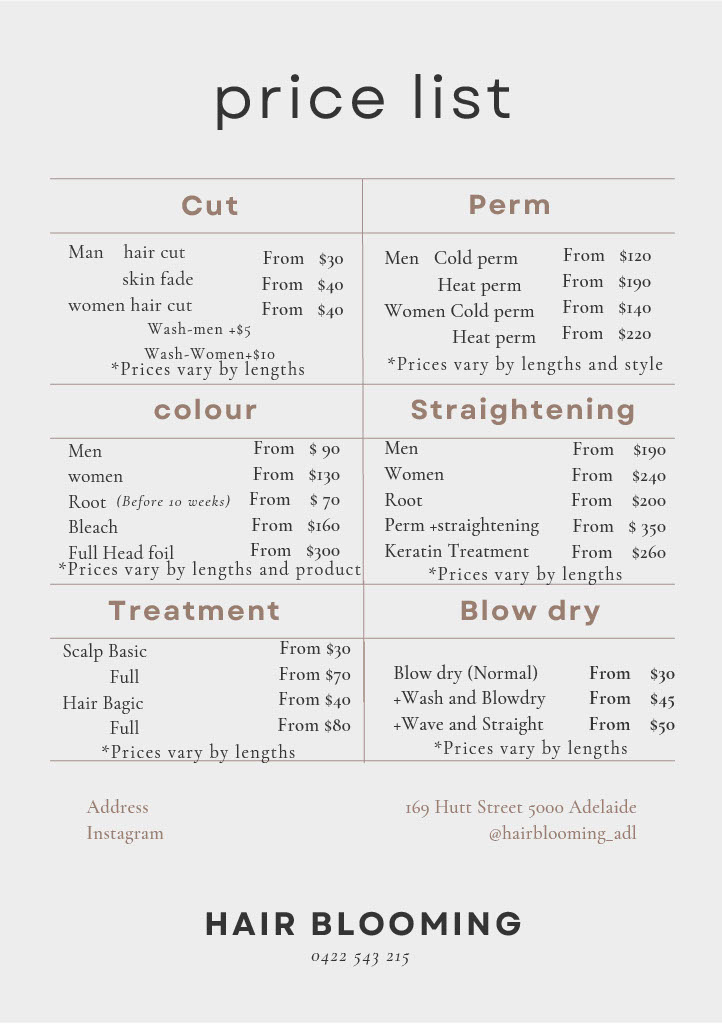 price list
Cut
Man hair cut From $30
skin fade From $40
women hair cut From $40
Wash-men +$5
Wash-Women+$10
*Prices vary by lengths
Perm
Men Cold perm From $120
Heat perm From $190
Women Cold perm From $140
Heat perm From $220
*Prices vary by lengths and style
colour
Men From $ 90
women From $130
Root (Before 10 weeks) From $ 70
Bleach From $160
Full Head foil From $300
*Prices vary by lengths and product
Straightening
Men From $190
Women From $240
Root From $200
Perm +straightening From $ 350
Keratin Treatment From $260
*Prices vary by lengths
Treatment
Scalp Basic From $30
Full From $70
Hair Bagic From $40
Full From $80
*Prices vary by lengths
Blow dry
Blow dry (Normal) From $30
+Wash and Blowdry From $45
+Wave and Straight From $50
*Prices vary by lengths
Address 169 Hutt Street 5000 Adelaide
Instagram @hairblooming_adl
HAIR BLOOMING
0422 543 215